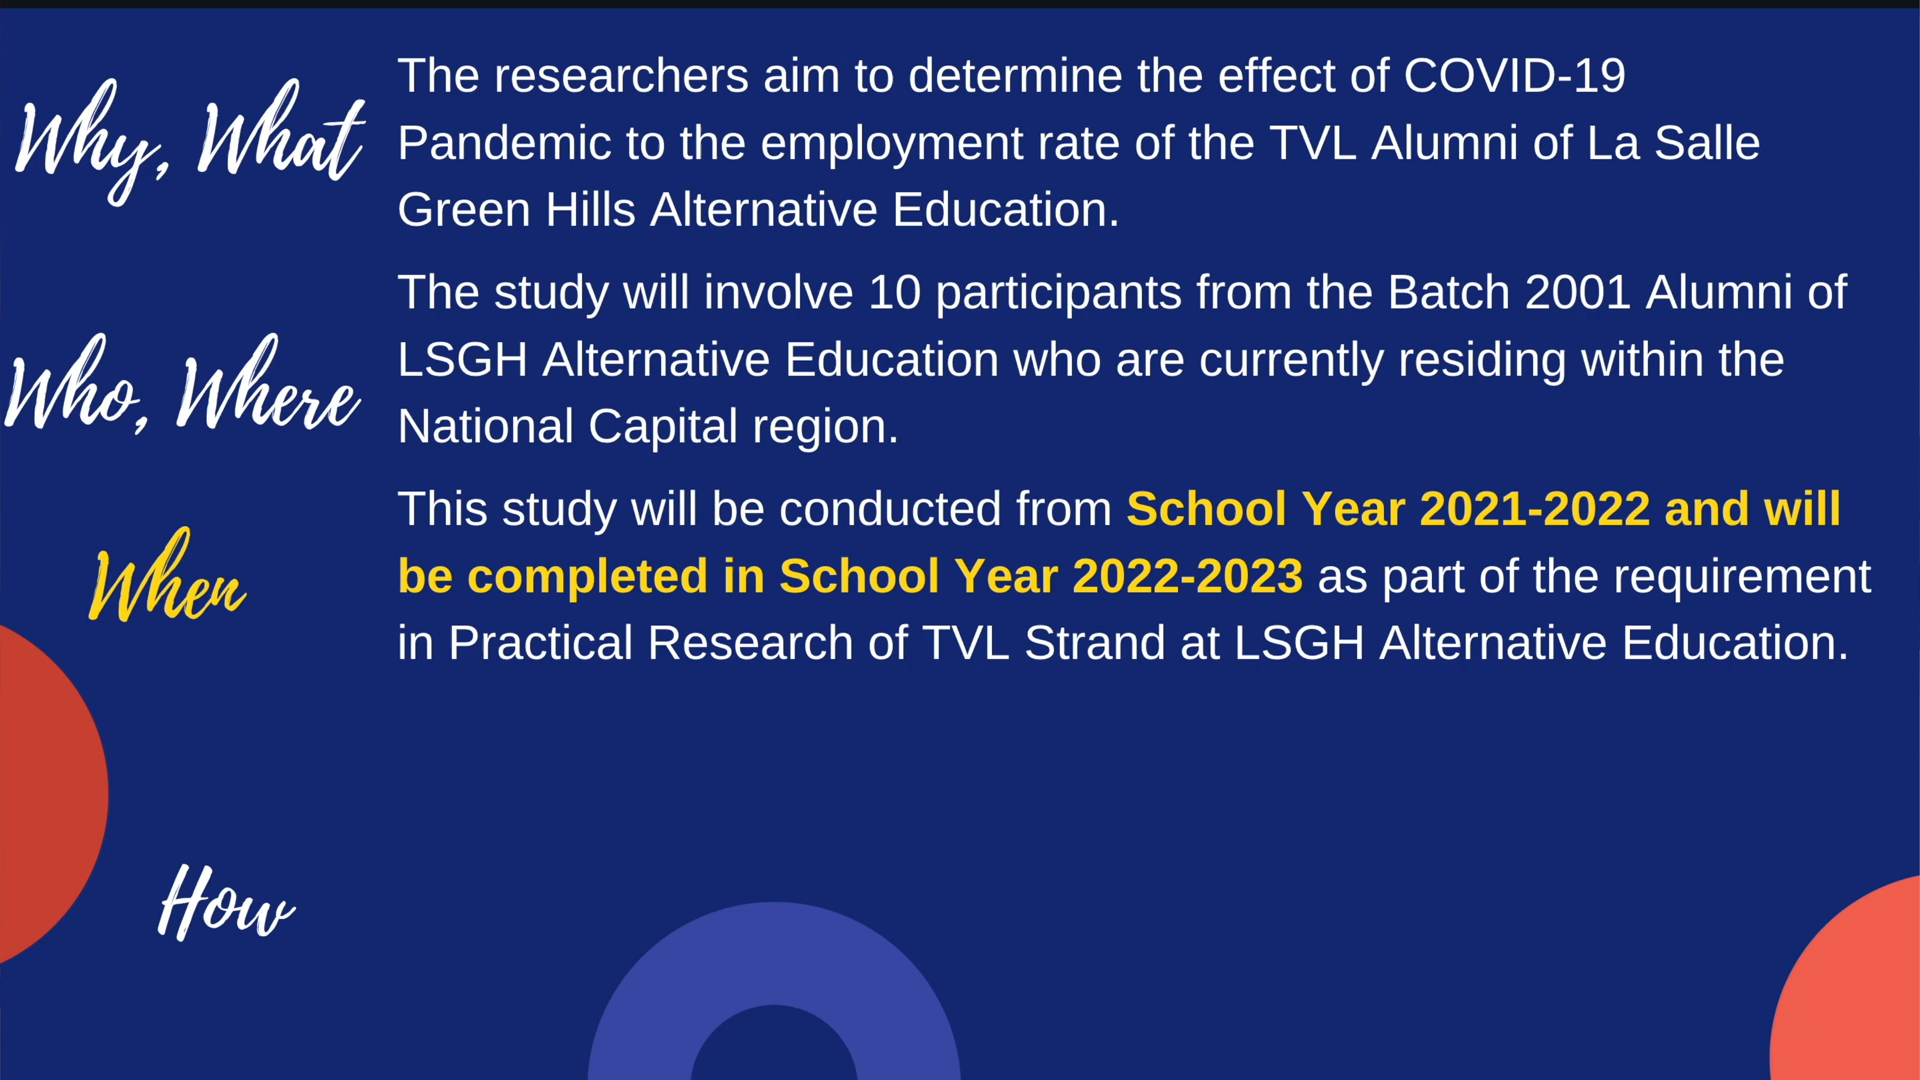 Why, What
The researchers aim to determine the effect of COVID-19
Pandemic to the employment rate of the TVL Alumni of La Salle
Green Hills Alternative Education.
Who, Where
The study will involve 10 participants from the Batch 2001 Alumni of
LSGH Alternative Education who are currently residing within the
National Capital region.
When
This study will be conducted from School Year 2021-2022 and will
be completed in School Year 2022-2023 as part of the requirement
in Practical Research of TVL Strand at LSGH Alternative Education.
How